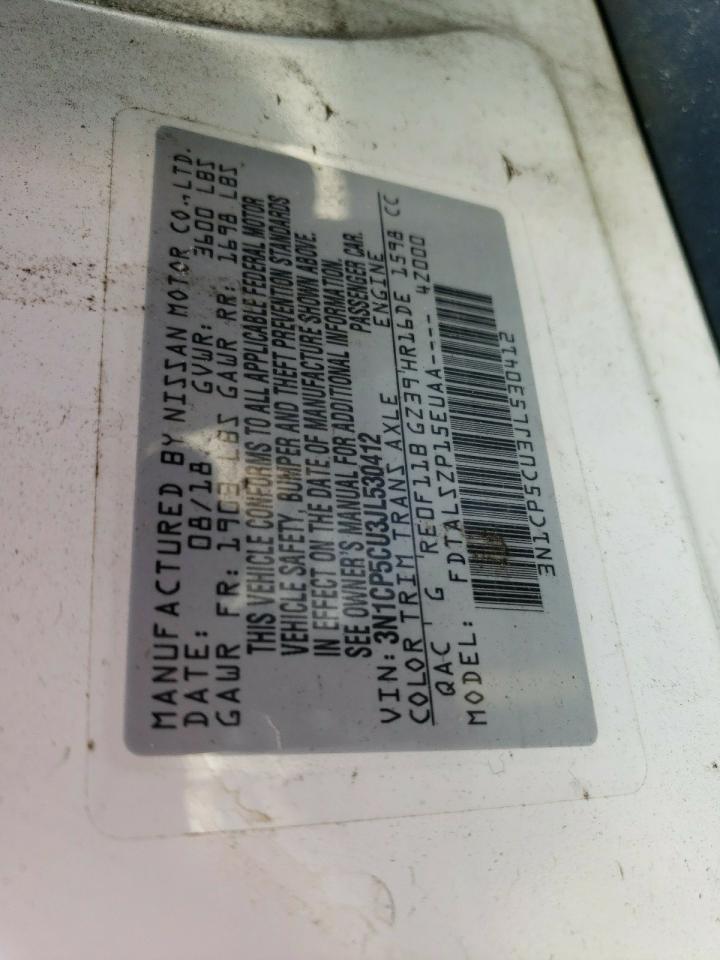 MANUFACTURED BY NISSAN MOTOR CO.,LTD.
DATE: 08/18 GVWR: 3600 LBS
GAWR FR: 1903 LBS GAWR RR: 1698 LBS
THIS VEHICLE CONFORMS TO ALL APPLICABLE FEDERAL MOTOR
VEHICLE SAFETY, BUMPER AND THEFT PREVENTION STANDARDS
IN EFFECT ON THE DATE OF MANUFACTURE SHOWN ABOVE.
SEE OWNER'S MANUAL FOR ADDITIONAL INFORMATION.
VIN: 3N1CP5CU3JL530412 PASSENGER CAR.
COLOR TRIM TRANS AXLE ENGINE
QAC G RE0F11B GZ39 HR16DE 1598 CC
MODEL: FDTALSZP15EUAA---- 4Z000
3N1CP5CU3JL530412